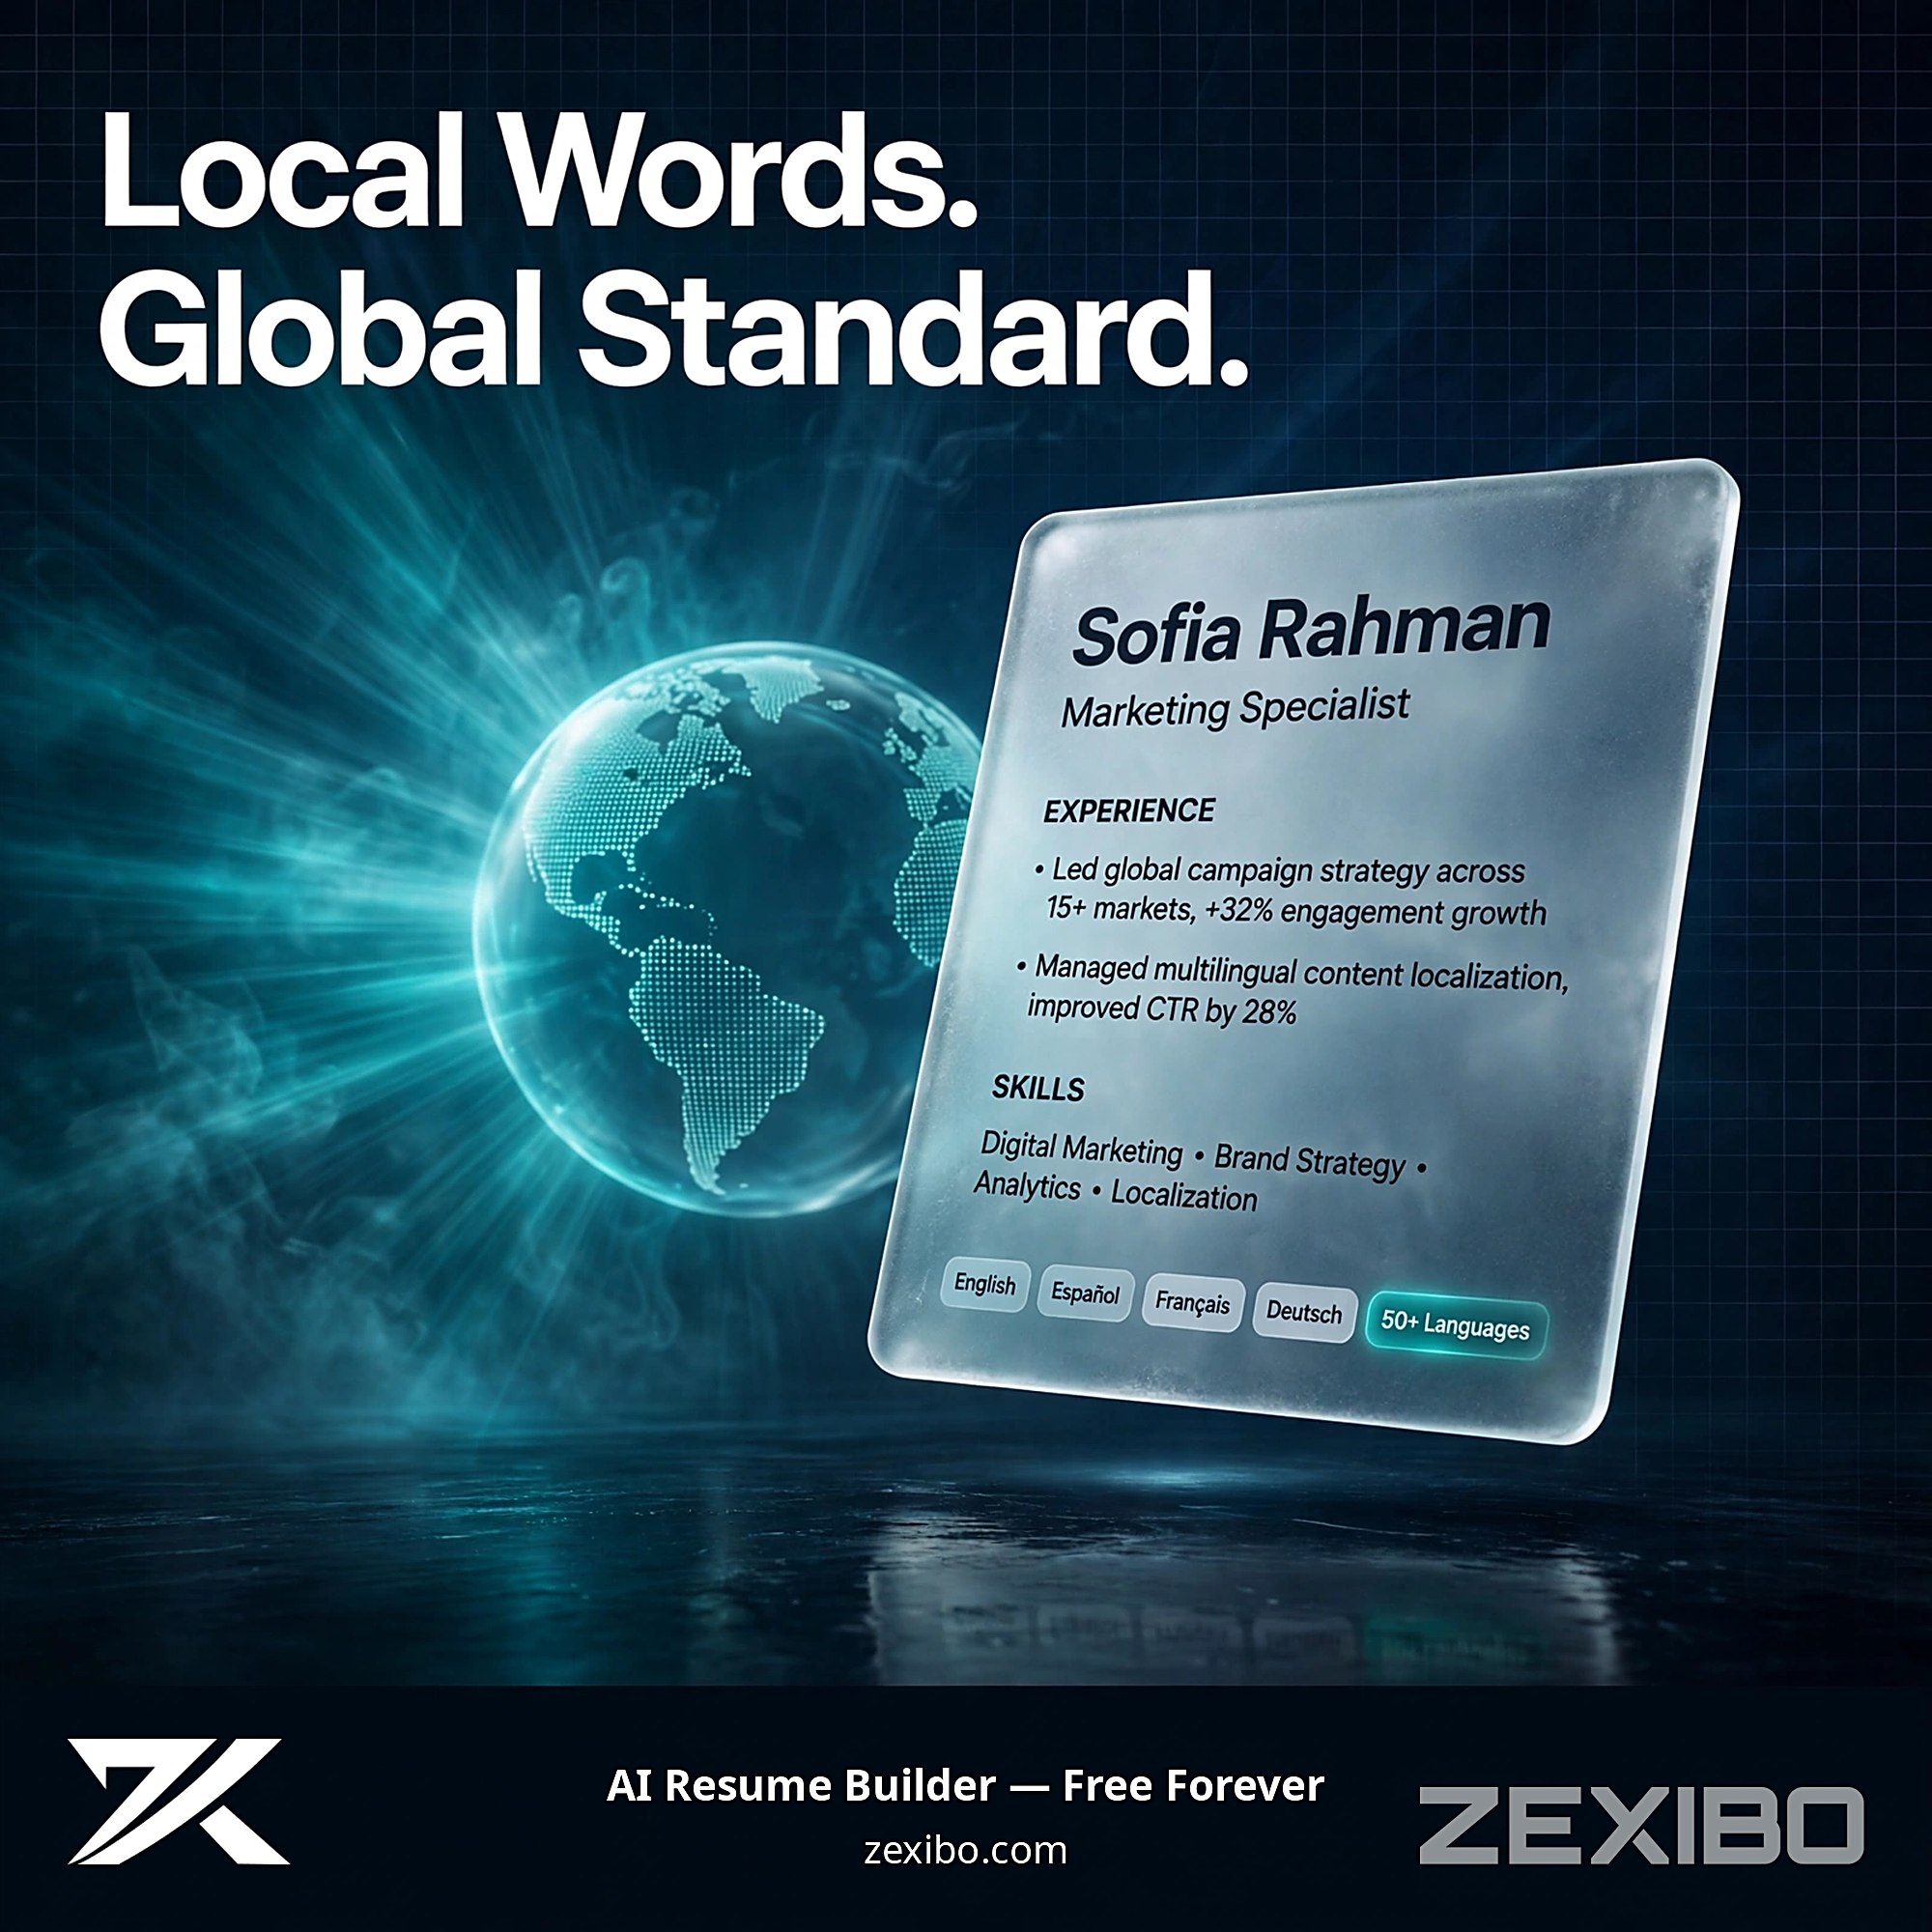 Local Words.
Global Standard.
Sofia Rahman
Marketing Specialist
EXPERIENCE
• Led global campaign strategy across
15+ markets, +32% engagement growth
• Managed multilingual content localization,
improved CTR by 28%
SKILLS
Digital Marketing • Brand Strategy •
Analytics • Localization
English Español Français Deutsch 50+ Languages
AI Resume Builder — Free Forever
zexibo.com
ZEXIBO